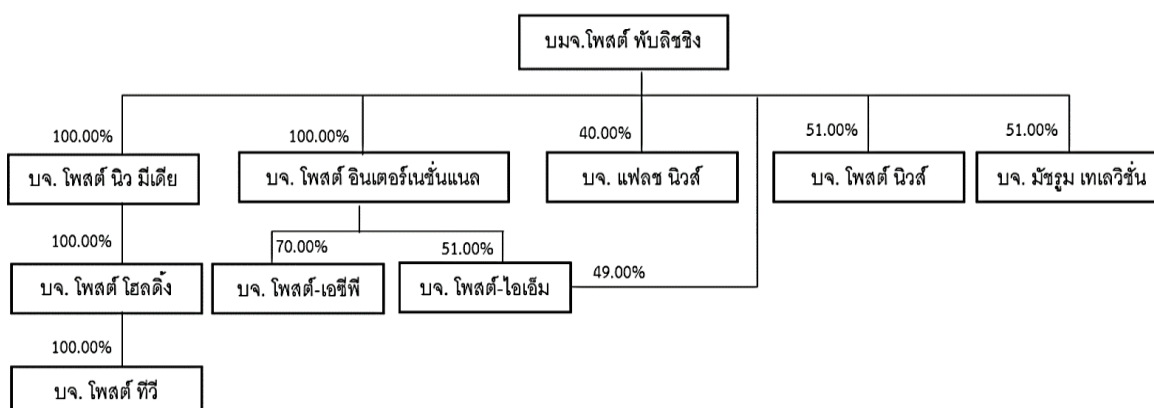 บมจ.โพสต์ พับลิชชิง
100.00%
100.00%
40.00%
51.00%
51.00%
บจ. โพสต์ นิว มีเดีย
บจ. โพสต์ อินเตอร์เนชั่นแนล
บจ. แฟลช นิวส์
บจ. โพสต์ นิวส์
บจ. มัชรูม เทเลวิชั่น
100.00%
70.00%
51.00%
49.00%
บจ. โพสต์ โฮลดิ้ง
บจ. โพสต์-เอซีพี
บจ. โพสต์-ไอเอ็ม
100.00%
บจ. โพสต์ ทีวี